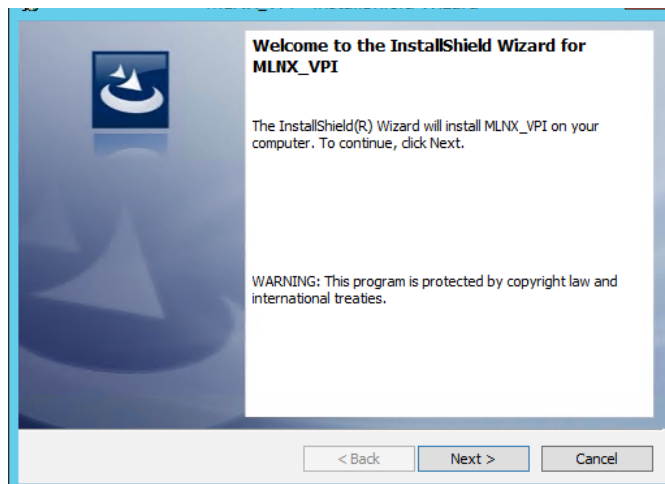 Welcome to the InstallShield Wizard for
MLNX_VPI
The InstallShield(R) Wizard will install MLNX_VPI on your
computer. To continue, click Next.
WARNING: This program is protected by copyright law and
international treaties.
< Back
Next >
Cancel